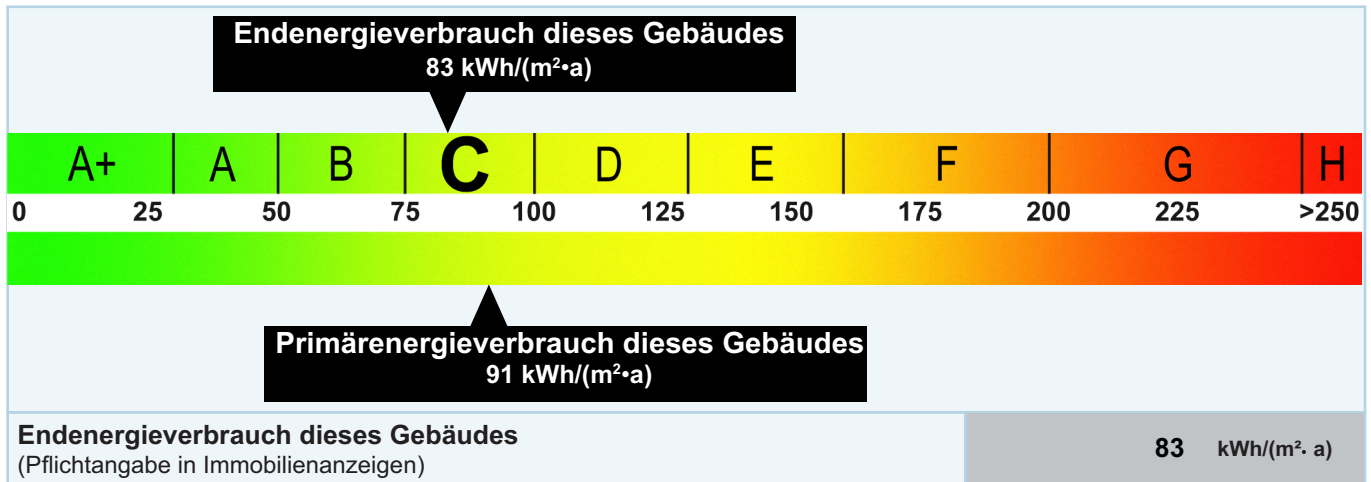 Endenergieverbrauch dieses Gebäudes
83 kWh/(m²•a)
A+ A B C D E F G H
0 25 50 75 100 125 150 175 200 225 >250
Primärenergieverbrauch dieses Gebäudes
91 kWh/(m²•a)
Endenergieverbrauch dieses Gebäudes
(Pflichtangabe in Immobilienanzeigen)
83 kWh/(m²· a)